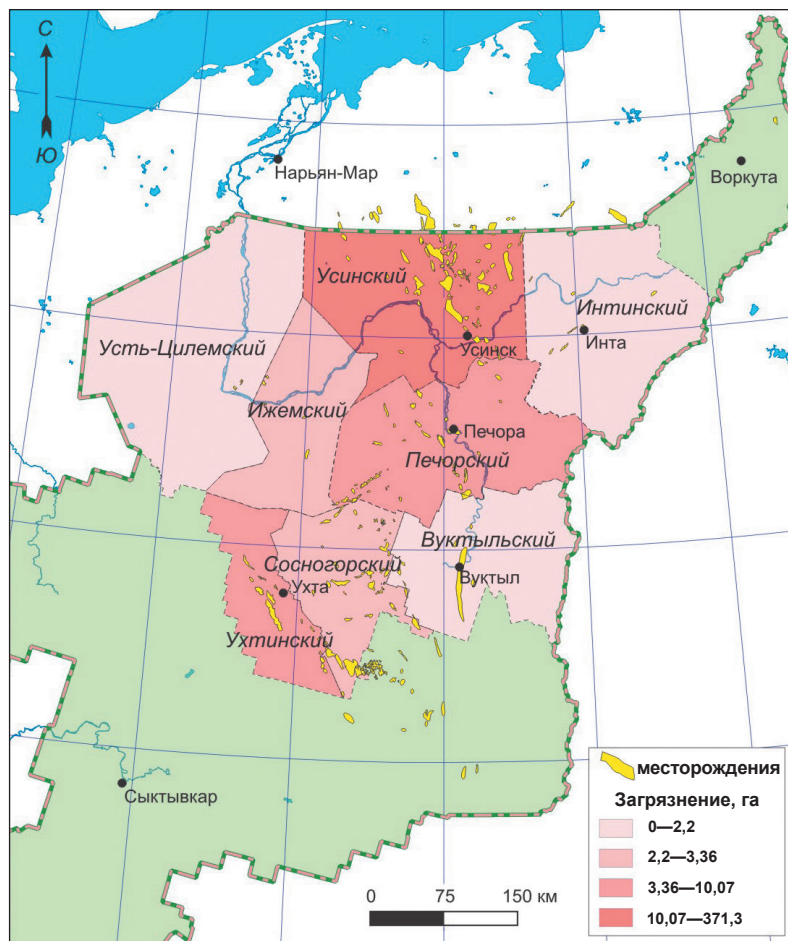 С
Ю
Нарьян-Мар
Воркута
Усинский
Интинский
Усть-Цилемский
Усинск
Инта
Ижемский
Печора
Печорский
Вуктыльский
Сосногорский
Вуктыл
Ухта
Ухтинский
Сыктывкар
месторождения
Загрязнение, га
0—2,2
2,2—3,36
3,36—10,07
10,07—371,3
0 75 150 км